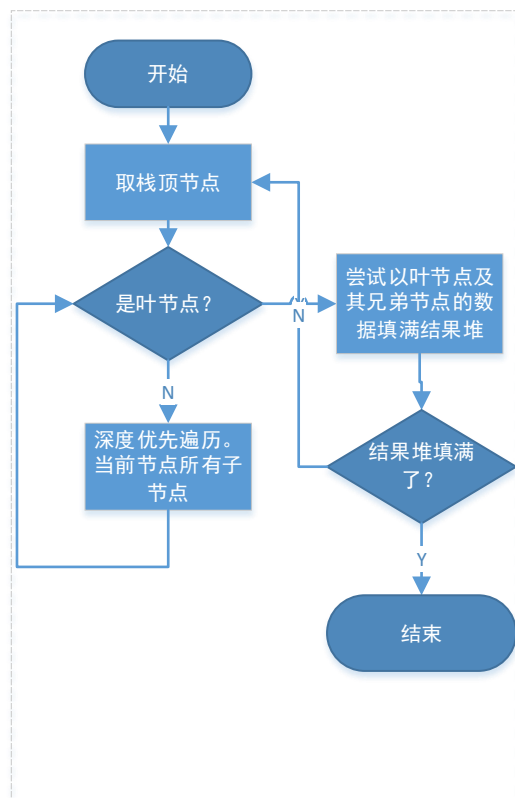 开始
取栈顶节点
是叶节点？
N
深度优先遍历。
当前节点所有子
节点
尝试以叶节点及
其兄弟节点的数
据填满结果堆
N
结果堆填满
了？
Y
结束